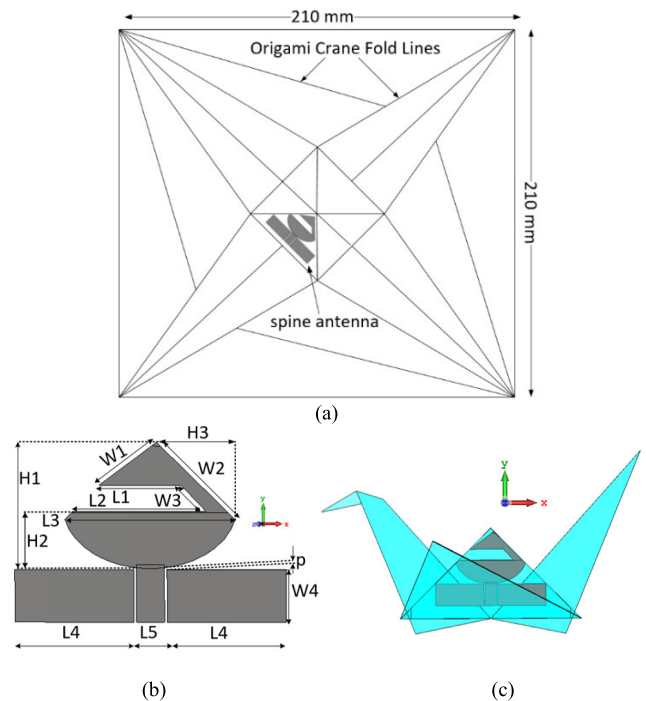 210 mm
Origami Crane Fold Lines
210 mm
spine antenna
(a)
H3
W1
W2
H1
L1
L2
W3
L3
H2
y
z
x
p
W4
L4
L5
L4
(b)
y
z
x
(c)